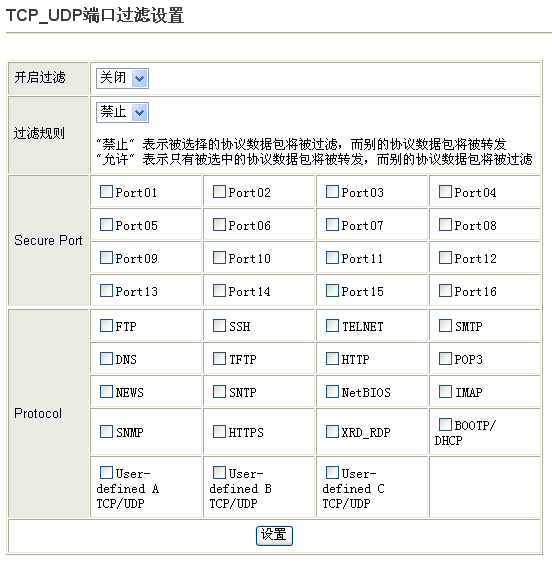 TCP_UDP端口过滤设置
开启过滤 关闭
过滤规则 禁止
"禁止" 表示被选择的协议数据包将被过滤，而别的协议数据包将被转发
"允许" 表示只有被选中的协议数据包将被转发，而别的协议数据包将被过滤
Secure Port
Port01 Port02 Port03 Port04
Port05 Port06 Port07 Port08
Port09 Port10 Port11 Port12
Port13 Port14 Port15 Port16
Protocol
FTP SSH TELNET SMTP
DNS TFTP HTTP POP3
NEWS SNTP NetBIOS IMAP
SNMP HTTPS XRD_RDP BOOTP/
DHCP
User- User- User-
defined A defined B defined C
TCP/UDP TCP/UDP TCP/UDP
设置